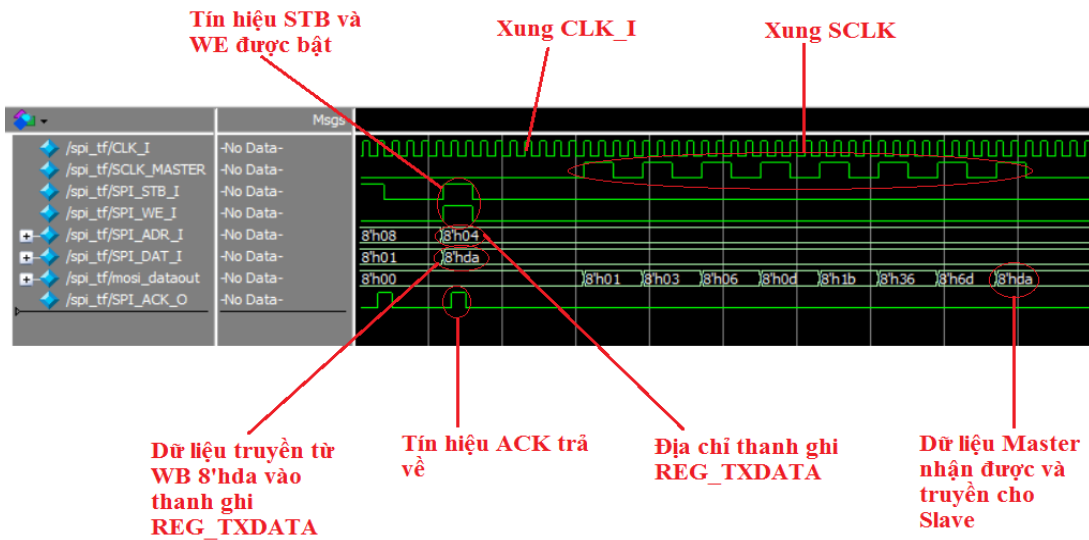 Tín hiệu STB và
WE được bật
Xung CLK_I
Xung SCLK
Msgs
/spi_tf/CLK_I -No Data-
/spi_tf/SCLK_MASTER -No Data-
/spi_tf/SPI_STB_I -No Data-
/spi_tf/SPI_WE_I -No Data-
/spi_tf/SPI_ADR_I -No Data- 8'h08 8'h04
/spi_tf/SPI_DAT_I -No Data- 8'h01 8'hda
/spi_tf/mosi_dataout -No Data- 8'h00 8'h01 8'h03 8'h06 8'h0d 8'h1b 8'h36 8'h6d 8'hda
/spi_tf/SPI_ACK_O -No Data-
Dữ liệu truyền từ
WB 8'hda vào
thanh ghi
REG_TXDATA
Tín hiệu ACK trả
về
Địa chỉ thanh ghi
REG_TXDATA
Dữ liệu Master
nhận được và
truyền cho
Slave